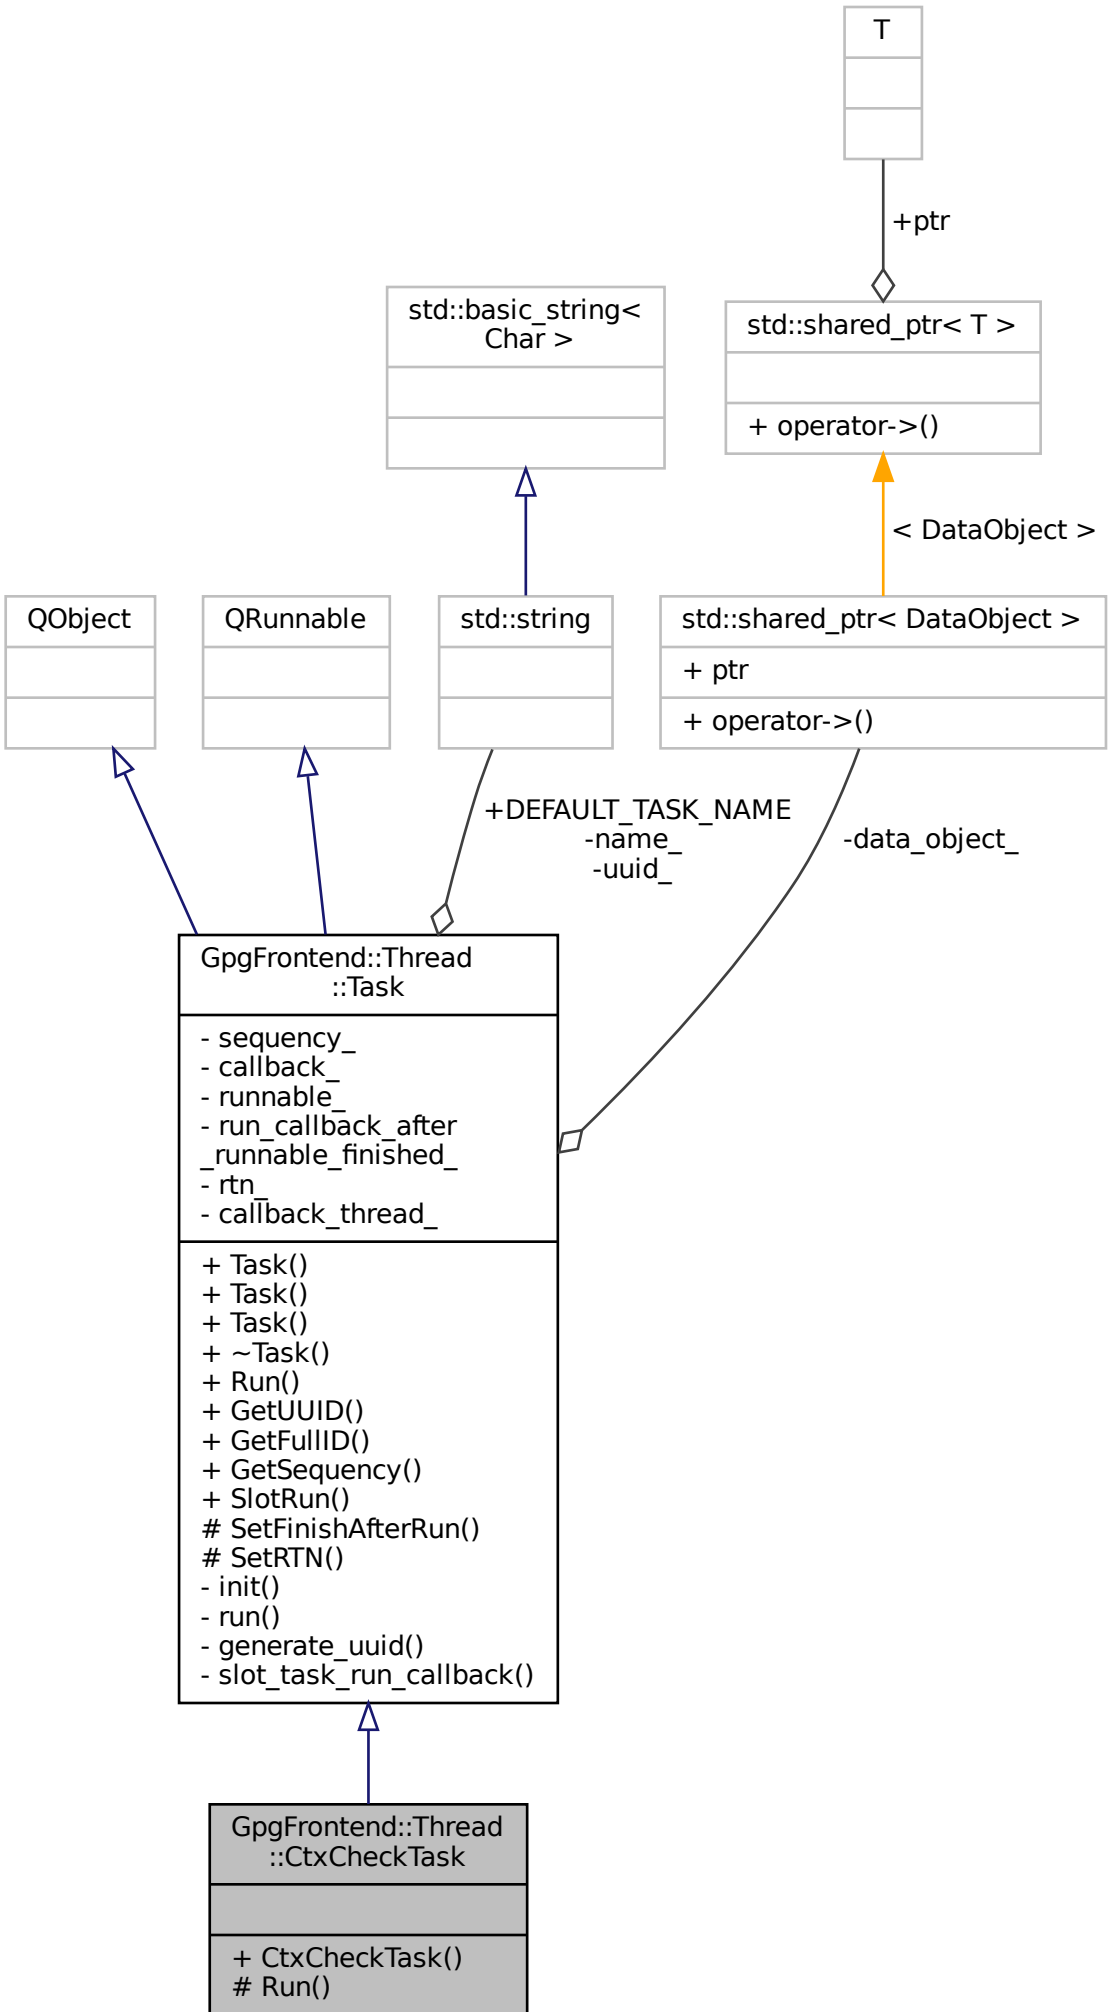 T
+ptr
std::basic_string<
Char >
std::shared_ptr< T >
+ operator->()
< DataObject >
QObject
QRunnable
std::string
std::shared_ptr< DataObject >
+ ptr
+ operator->()
+DEFAULT_TASK_NAME
-name_
-uuid_
-data_object_
GpgFrontend::Thread
::Task
- sequency_
- callback_
- runnable_
- run_callback_after
_runnable_finished_
- rtn_
- callback_thread_
+ Task()
+ Task()
+ Task()
+ ~Task()
+ Run()
+ GetUUID()
+ GetFullID()
+ GetSequency()
+ SlotRun()
# SetFinishAfterRun()
# SetRTN()
- init()
- run()
- generate_uuid()
- slot_task_run_callback()
GpgFrontend::Thread
::CtxCheckTask
+ CtxCheckTask()
# Run()